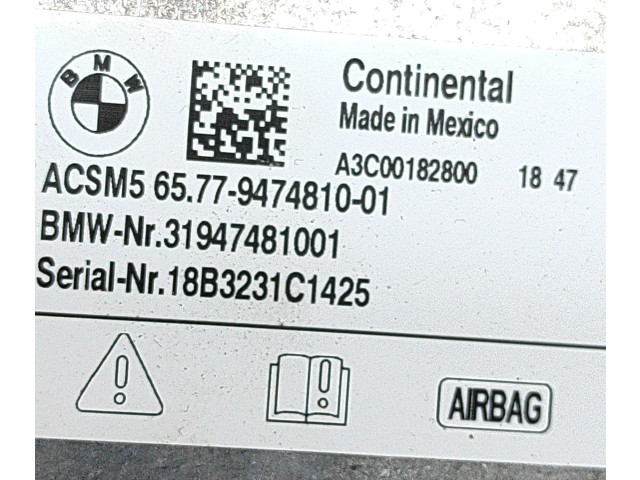 BMW
Continental
Made in Mexico
A3C00182800 18 47
ACSM5 65.77-9474810-01
BMW-Nr.31947481001
Serial-Nr.18B3231C1425
AIRBAG